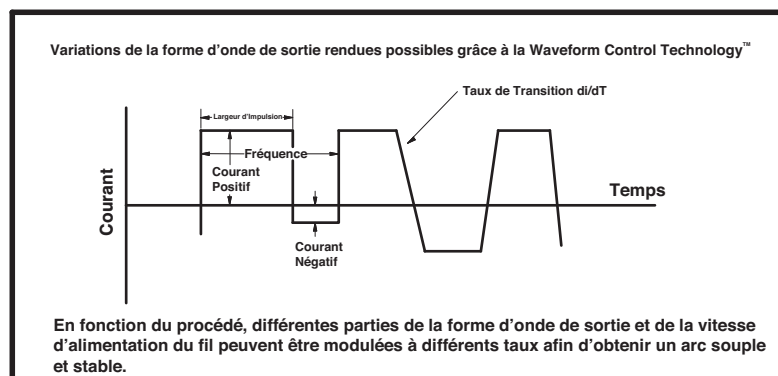 Variations de la forme d'onde de sortie rendues possibles grâce à la Waveform Control Technology™
Taux de Transition di/dT
Largeur d'Impulsion
Fréquence
Courant
Positif
Courant
Temps
Courant
Négatif
En fonction du procédé, différentes parties de la forme d'onde de sortie et de la vitesse
d'alimentation du fil peuvent être modulées à différents taux afin d'obtenir un arc souple
et stable.